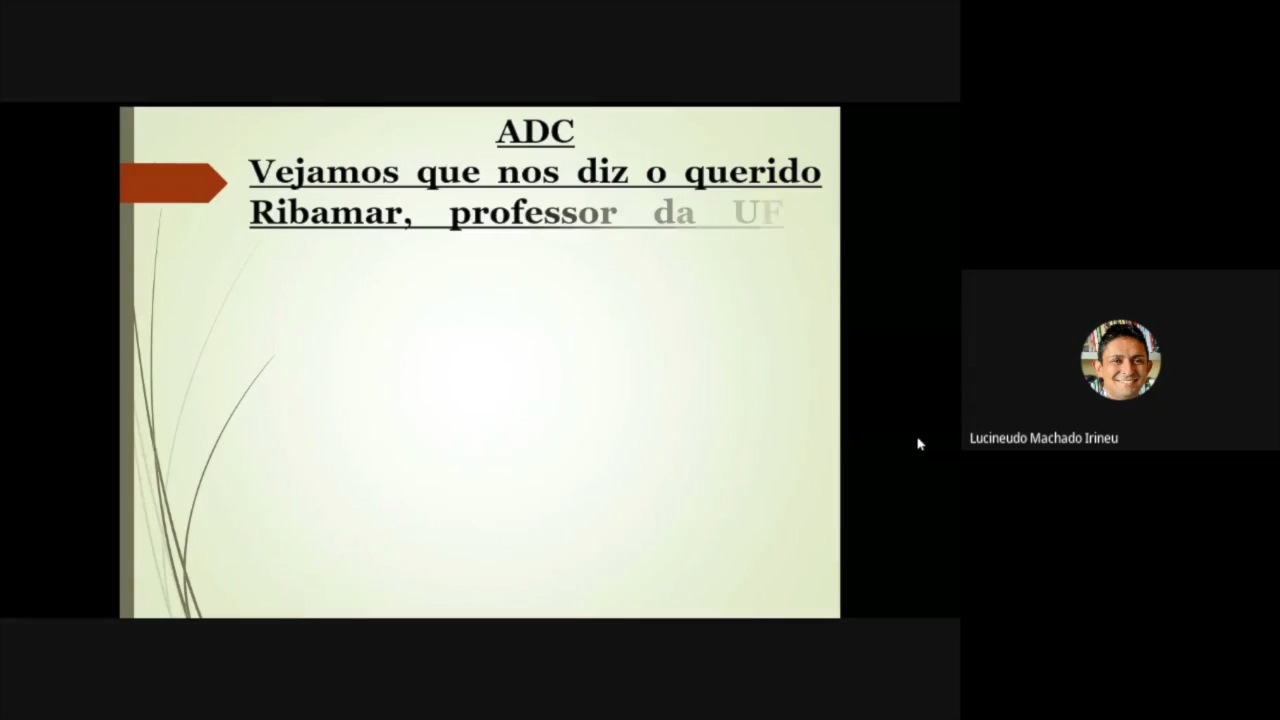 ADC
Vejamos que nos diz o querido
Ribamar, professor da UF
Lucineudo Machado Irineu